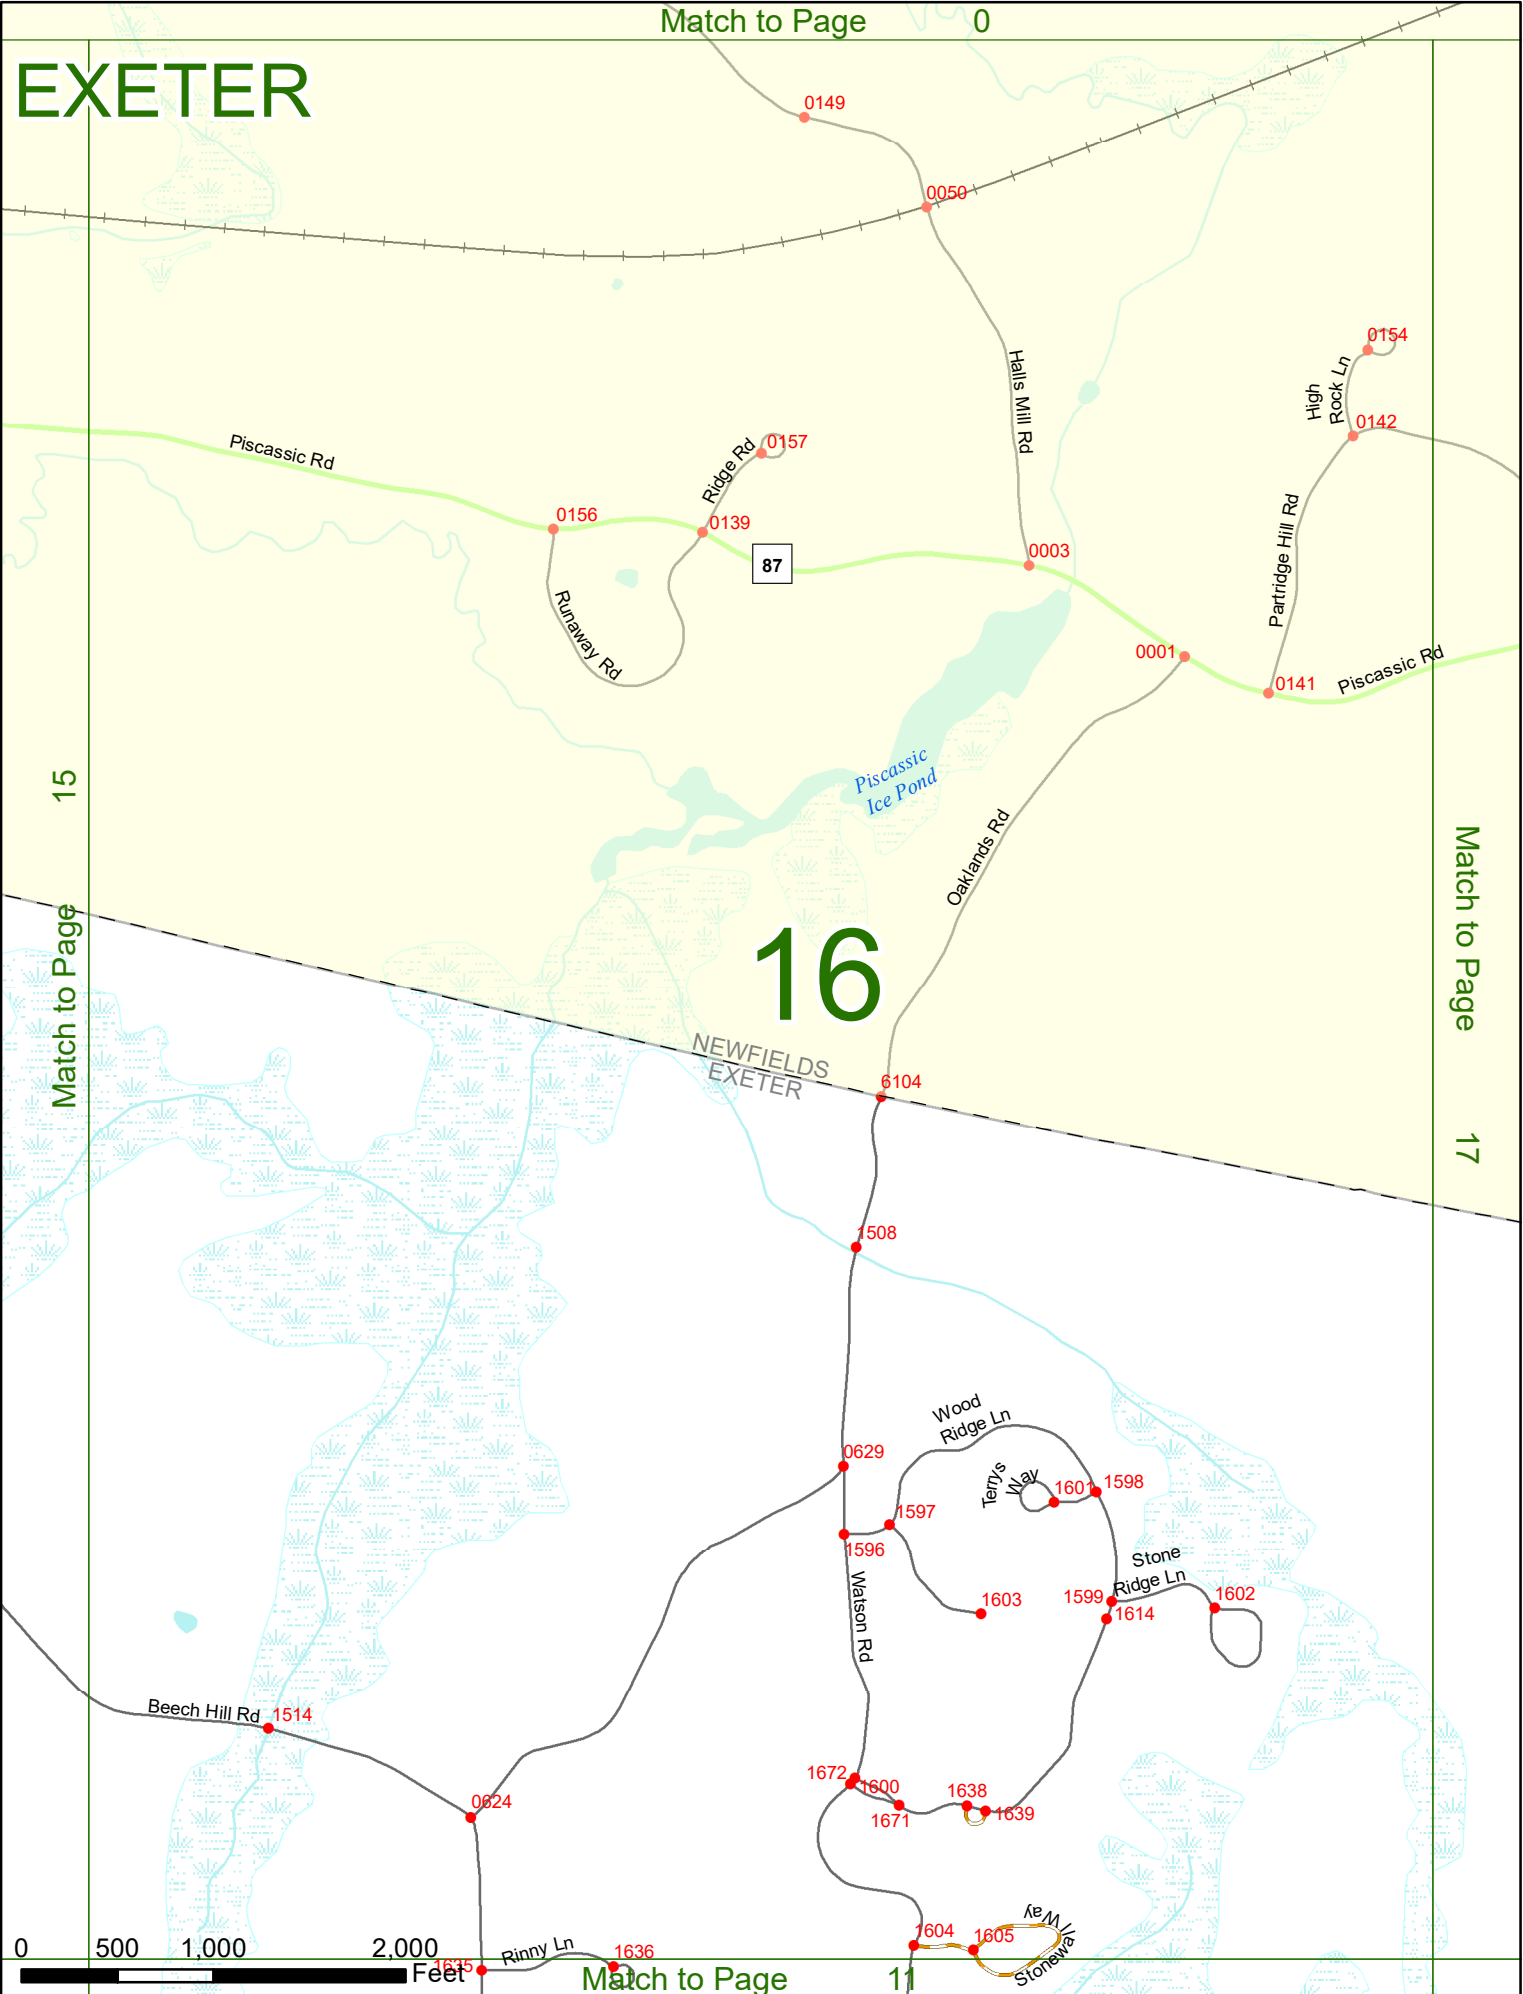 Match to Page 0
EXETER
0149
0050
0154
High
Rock Ln
Halls Mill Rd
0142
Piscassic Rd
Ridge Rd
0157
0156
0139
87
0003
Partridge Hill Rd
Runaway Rd
0001
0141
Piscassic Rd
Piscassic
Ice Pond
15
Match to Page
Oaklands Rd
Match to Page
17
16
NEWFIELDS
EXETER
6104
1508
Wood
Ridge Ln
0629
Terrys
Way
1601
1598
1597
1596
Stone
Ridge Ln
Watson Rd
1603
1599
1602
1614
Beech Hill Rd
1514
1672
1600
1638
0624
1671
1639
Stonewall Way
1604
1605
0 500 1,000 2,000
Feet
1635
Rinny Ln
1636
Match to Page 11